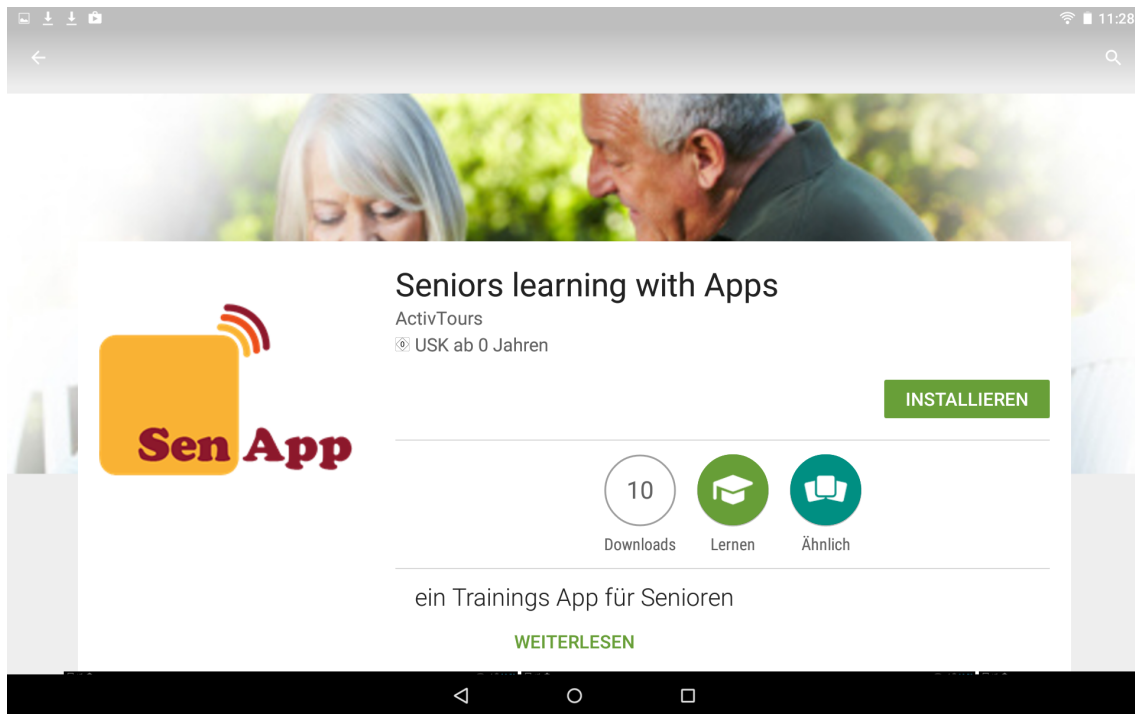 11:28
Seniors learning with Apps
ActivTours
0 USK ab 0 Jahren
INSTALLIEREN
Sen App
10
Downloads Lernen Ähnlich
ein Trainings App für Senioren
WEITERLESEN